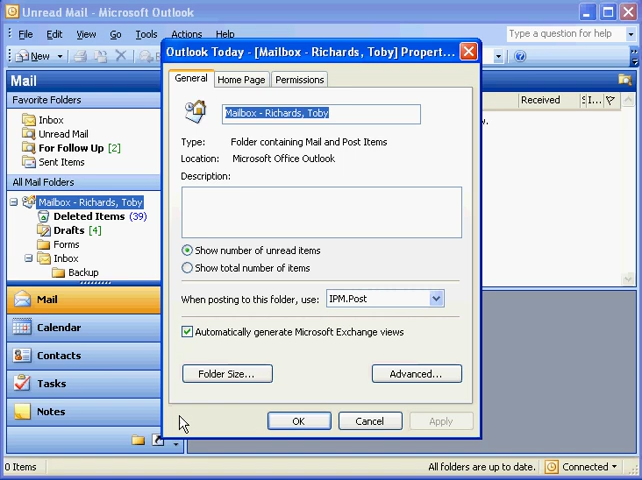 Unread Mail - Microsoft Outlook
File Edit View Go Tools Actions Help
Type a question for help
New
Mail
Favorite Folders
Inbox
Unread Mail
For Follow Up [2]
Sent Items
All Mail Folders
Mailbox - Richards, Toby
Deleted Items (39)
Drafts [4]
Forms
Inbox
Backup
Mail
Calendar
Contacts
Tasks
Notes
Received
Outlook Today - [Mailbox - Richards, Toby] Propert...
General Home Page Permissions
Mailbox - Richards, Toby
Type: Folder containing Mail and Post Items
Location: Microsoft Office Outlook
Description:
Show number of unread items
Show total number of items
When posting to this folder, use: IPM.Post
Automatically generate Microsoft Exchange views
Folder Size... Advanced...
OK Cancel Apply
0 Items All folders are up to date. Connected